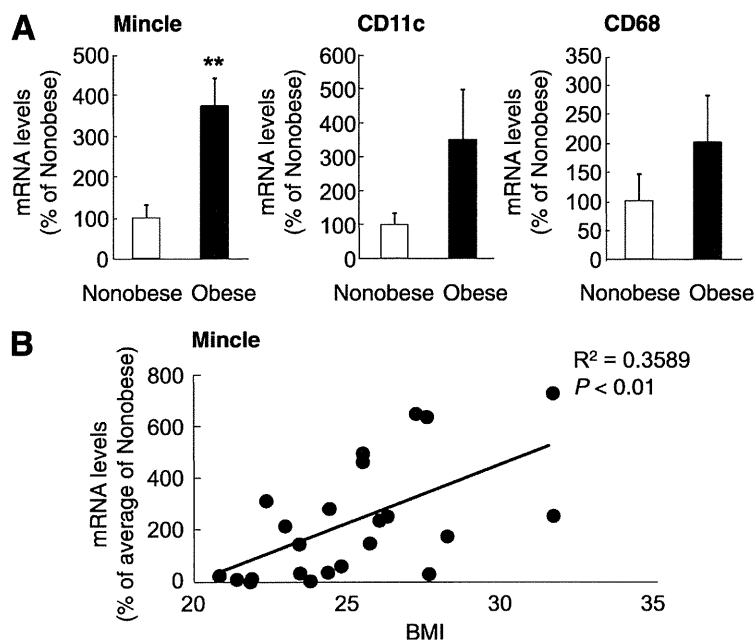 A
Mincle
CD11c
CD68
mRNA levels
(% of Nonobese)
500
400
300
200
100
0
**
Nonobese Obese
mRNA levels
(% of Nonobese)
600
500
400
300
200
100
0
Nonobese Obese
mRNA levels
(% of Nonobese)
350
300
250
200
150
100
50
0
Nonobese Obese
B
Mincle
R² = 0.3589
P < 0.01
mRNA levels
(% of average of Nonobese)
800
600
400
200
0
20 25 30 35
BMI